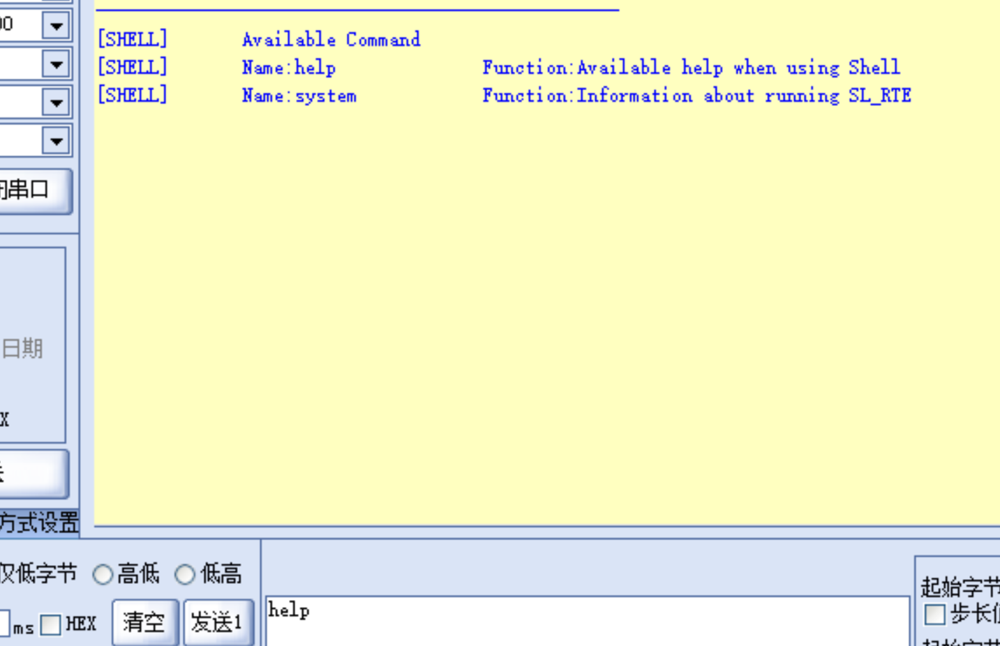 [SHELL] Available Command
[SHELL] Name:help Function:Available help when using Shell
[SHELL] Name:system Function:Information about running SL_RTE
串口
日期
X
方式设置
仅低字节 高低 低高
ms HEX 清空 发送1
help
起始字节
步长